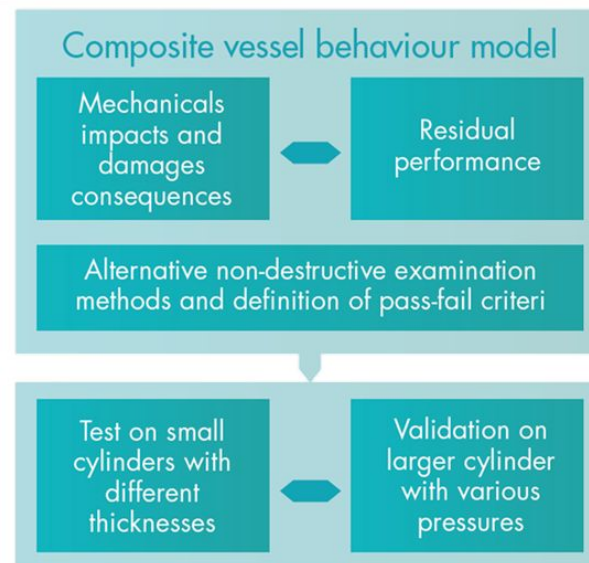 Composite vessel behaviour model
Mechanicals
impacts and
damages
consequences
Residual
performance
Alternative non-destructive examination
methods and definition of pass-fail criteri
Test on small
cylinders with
different
thicknesses
Validation on
larger cylinder
with various
pressures